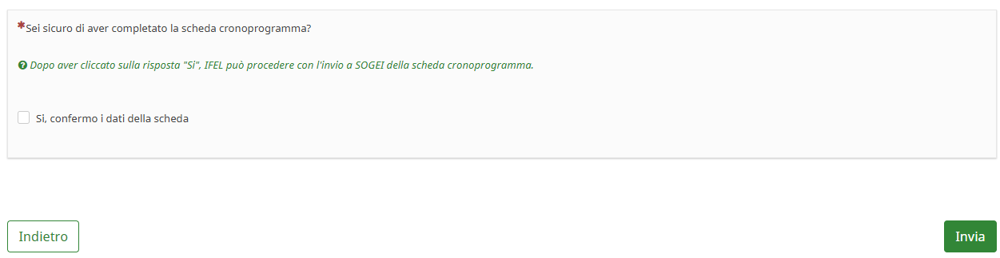 *Sei sicuro di aver completato la scheda cronoprogramma?
Dopo aver cliccato sulla risposta "Si", IFEL può procedere con l'invio a SOGEI della scheda cronoprogramma.
Si, confermo i dati della scheda
Indietro
Invia